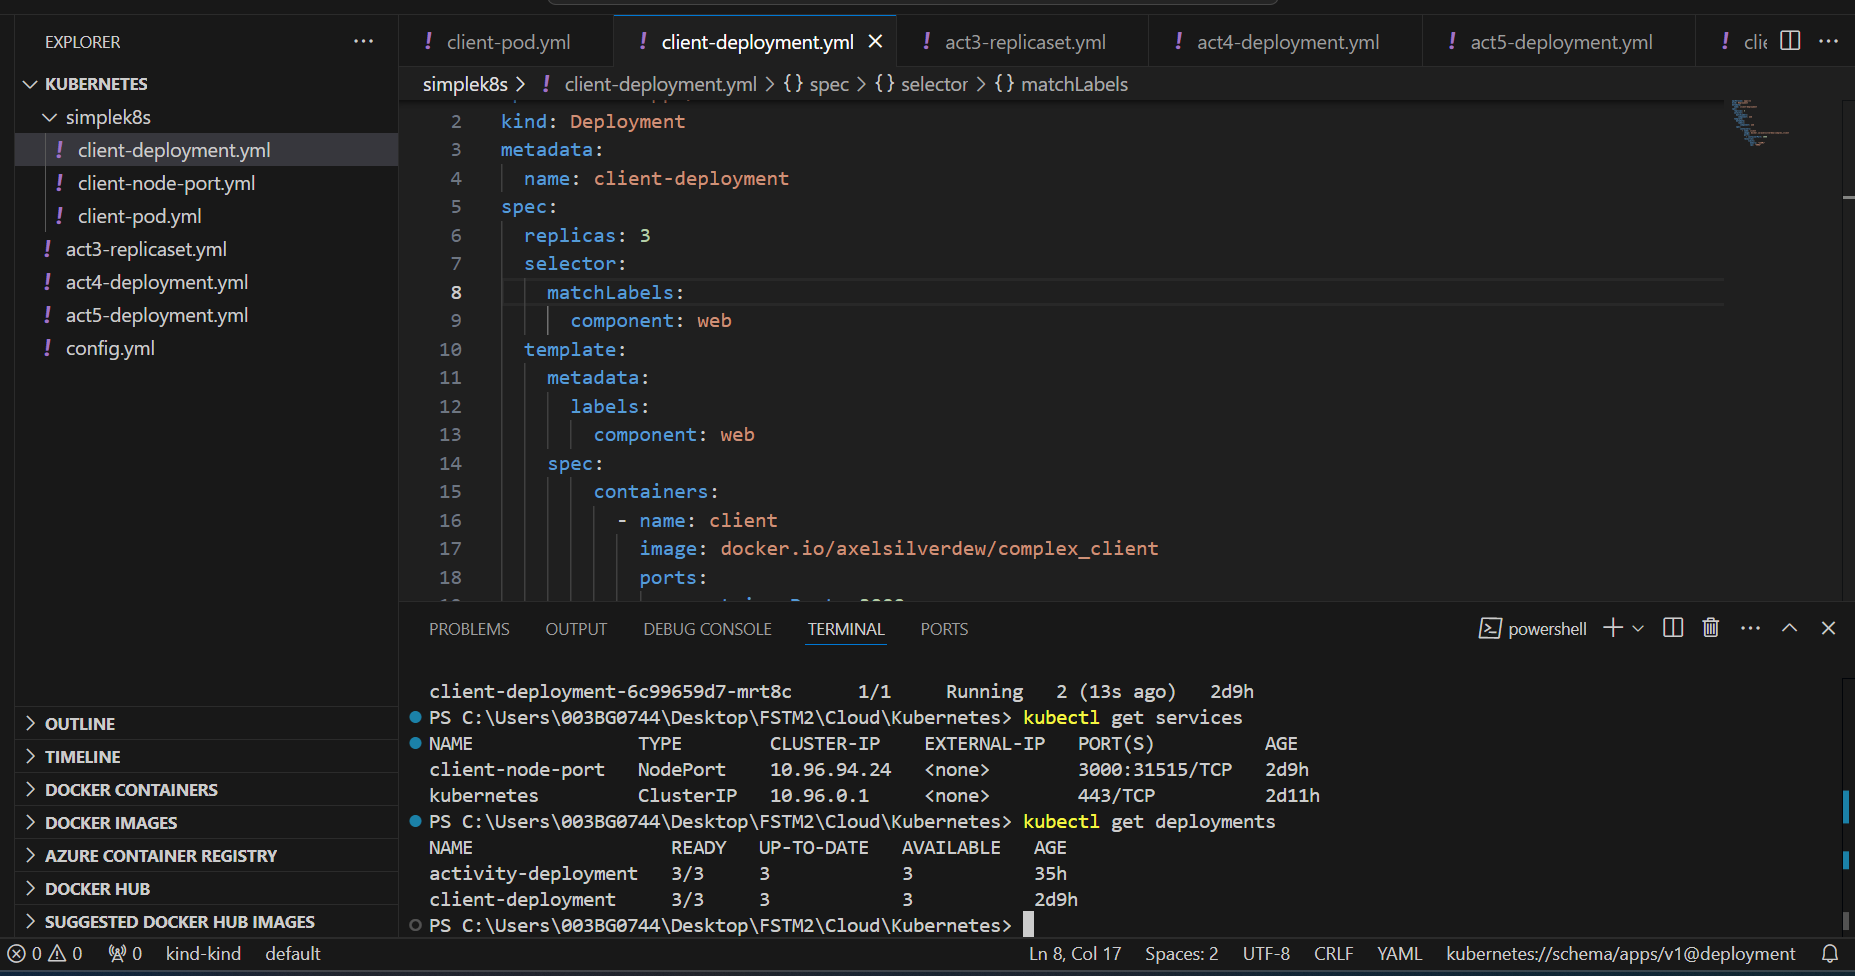 EXPLORER
KUBERNETES
simplek8s
! client-deployment.yml
! client-node-port.yml
! client-pod.yml
! act3-replicaset.yml
! act4-deployment.yml
! act5-deployment.yml
! config.yml
OUTLINE
TIMELINE
DOCKER CONTAINERS
DOCKER IMAGES
AZURE CONTAINER REGISTRY
DOCKER HUB
SUGGESTED DOCKER HUB IMAGES
! client-pod.yml ! client-deployment.yml ! act3-replicaset.yml ! act4-deployment.yml ! act5-deployment.yml ! clie
simplek8s > ! client-deployment.yml > {} spec > {} selector > {} matchLabels
2 kind: Deployment
3 metadata:
4 name: client-deployment
5 spec:
6 replicas: 3
7 selector:
8 matchLabels:
9 component: web
10 template:
11 metadata:
12 labels:
13 component: web
14 spec:
15 containers:
16 - name: client
17 image: docker.io/axelsilverdew/complex_client
18 ports:
PROBLEMS OUTPUT DEBUG CONSOLE TERMINAL PORTS powershell
client-deployment-6c99659d7-mrt8c 1/1 Running 2 (13s ago) 2d9h
PS C:\Users\003BG0744\Desktop\FSTM2\Cloud\Kubernetes> kubectl get services
NAME TYPE CLUSTER-IP EXTERNAL-IP PORT(S) AGE
client-node-port NodePort 10.96.94.24 <none> 3000:31515/TCP 2d9h
kubernetes ClusterIP 10.96.0.1 <none> 443/TCP 2d11h
PS C:\Users\003BG0744\Desktop\FSTM2\Cloud\Kubernetes> kubectl get deployments
NAME READY UP-TO-DATE AVAILABLE AGE
activity-deployment 3/3 3 3 35h
client-deployment 3/3 3 3 2d9h
PS C:\Users\003BG0744\Desktop\FSTM2\Cloud\Kubernetes>
0 0 0 kind-kind default Ln 8, Col 17 Spaces: 2 UTF-8 CRLF YAML kubernetes://schema/apps/v1@deployment